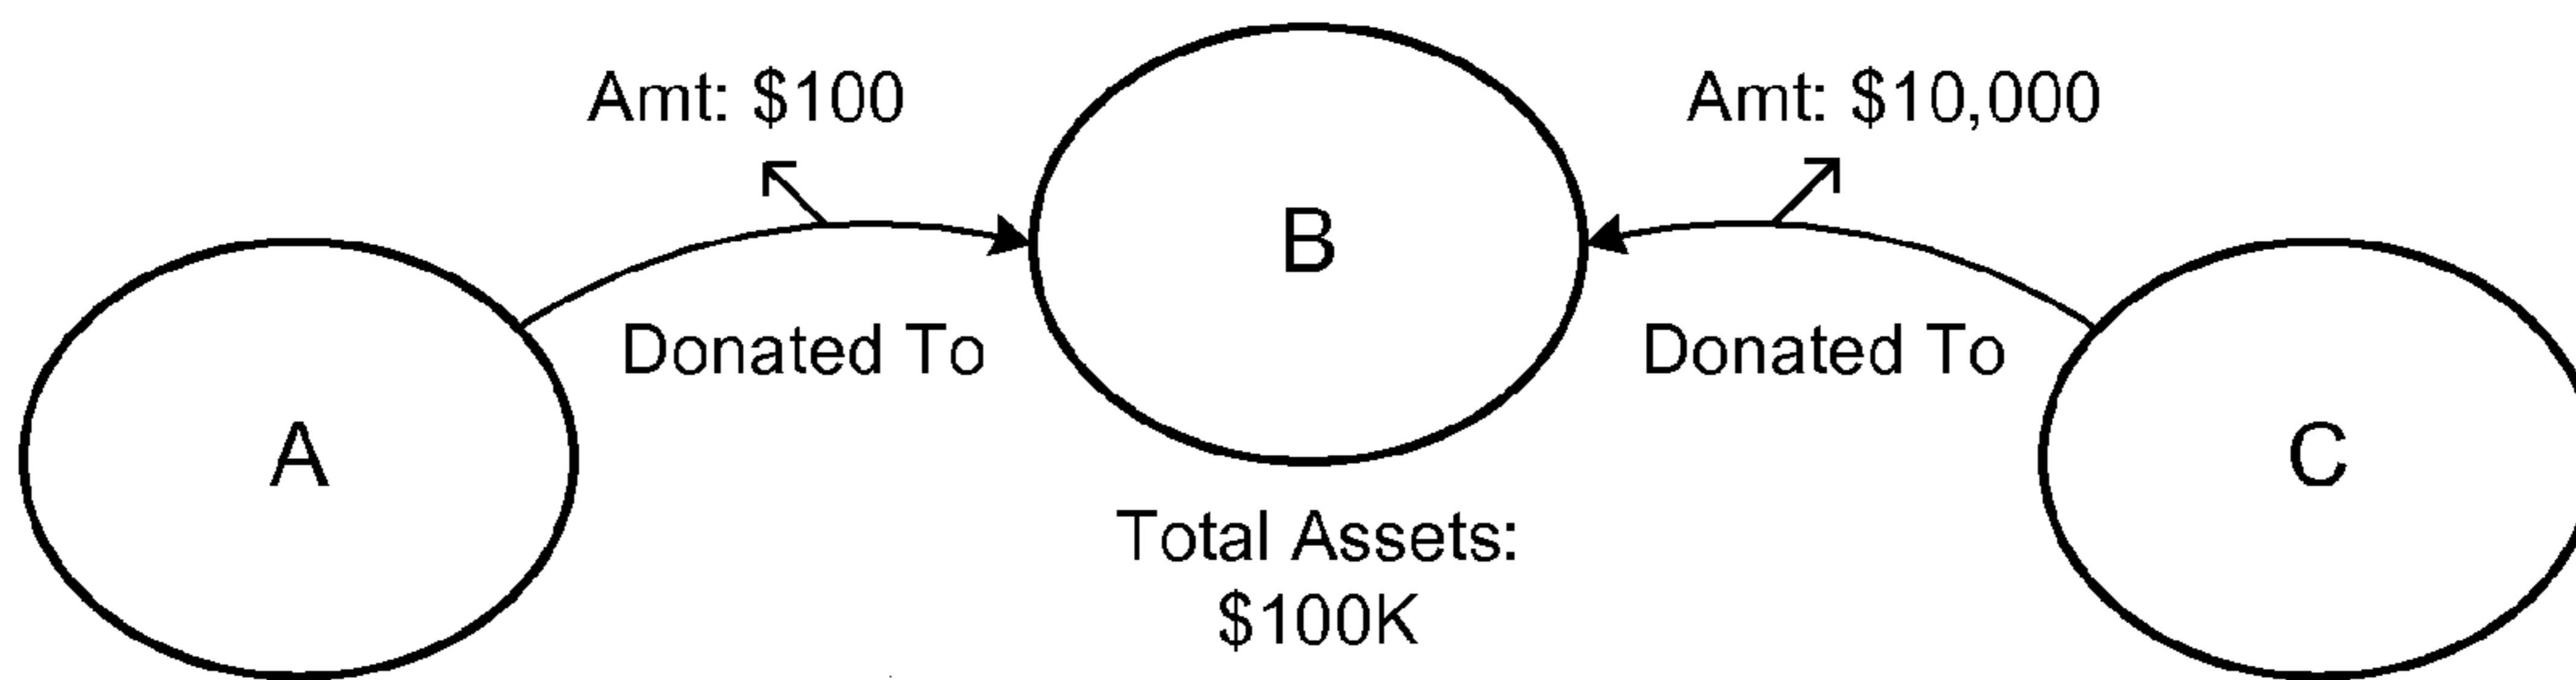 Amt: $100
Amt: $10,000
B
Donated To
Donated To
A
C
Total Assets:
$100K